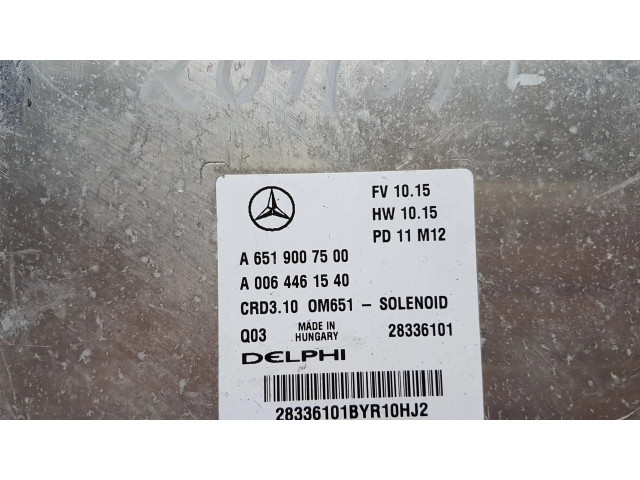 FV 10.15
HW 10.15
PD 11 M12
A 651 900 75 00
A 006 446 15 40
CRD3.10 OM651 – SOLENOID
Q03 MADE IN HUNGARY 28336101
DELPHI
28336101BYR10HJ2